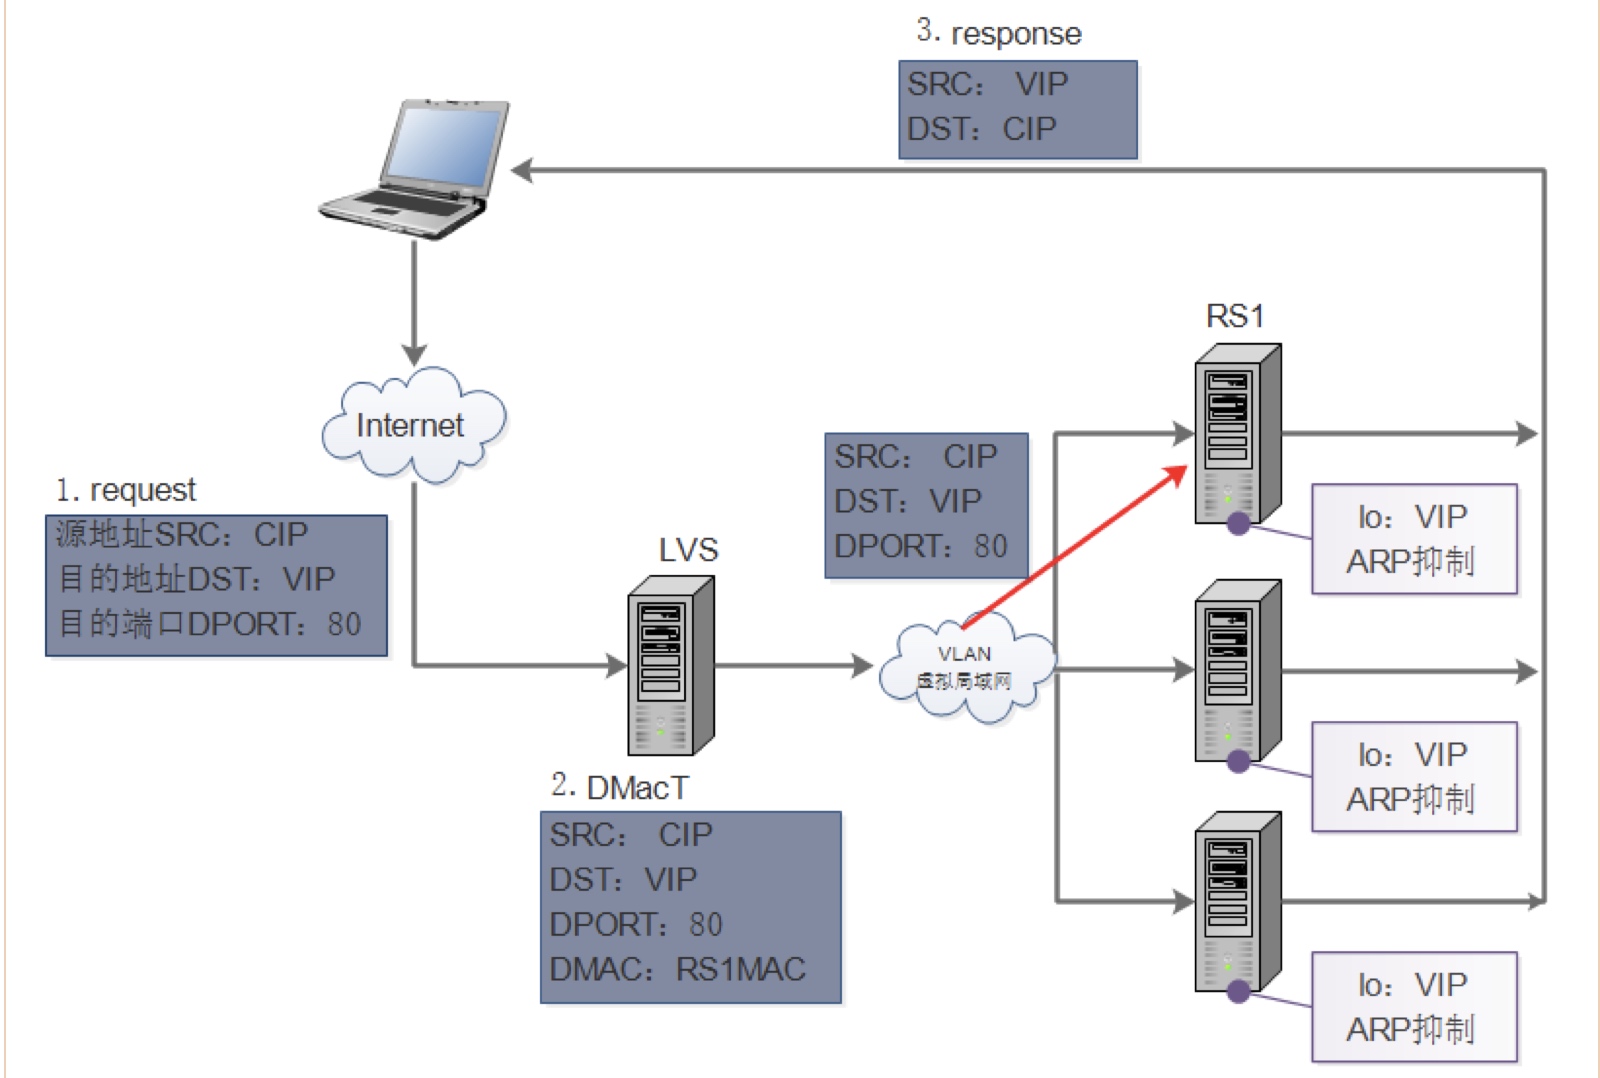 3. response
SRC： VIP
DST：CIP
RS1
Internet
1. request
源地址SRC：CIP
目的地址DST：VIP
目的端口DPORT：80
SRC： CIP
DST：VIP
DPORT：80
lo：VIP
ARP抑制
LVS
VLAN
虚拟局域网
2. DMacT
SRC： CIP
DST：VIP
DPORT：80
DMAC：RS1MAC
lo：VIP
ARP抑制
lo：VIP
ARP抑制